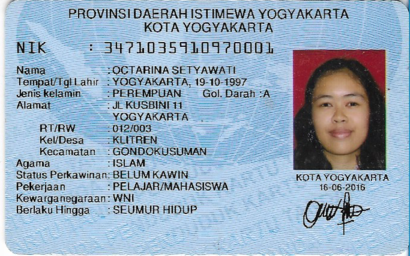 PROVINSI DAERAH ISTIMEWA YOGYAKARTA
KOTA YOGYAKARTA
NIK : 3471035910970001
Nama : OCTARINA SETYAWATI
Tempat/Tgl Lahir : YOGYAKARTA, 19-10-1997
Jenis kelamin : PEREMPUAN Gol. Darah : A
Alamat : JL KUSBINI 11
YOGYAKARTA
RT/RW : 012/003
Kel/Desa : KLITREN
Kecamatan : GONDOKUSUMAN
Agama : ISLAM
Status Perkawinan: BELUM KAWIN
Pekerjaan : PELAJAR/MAHASISWA
Kewarganegaraan: WNI
Berlaku Hingga : SEUMUR HIDUP
KOTA YOGYAKARTA
16-06-2016